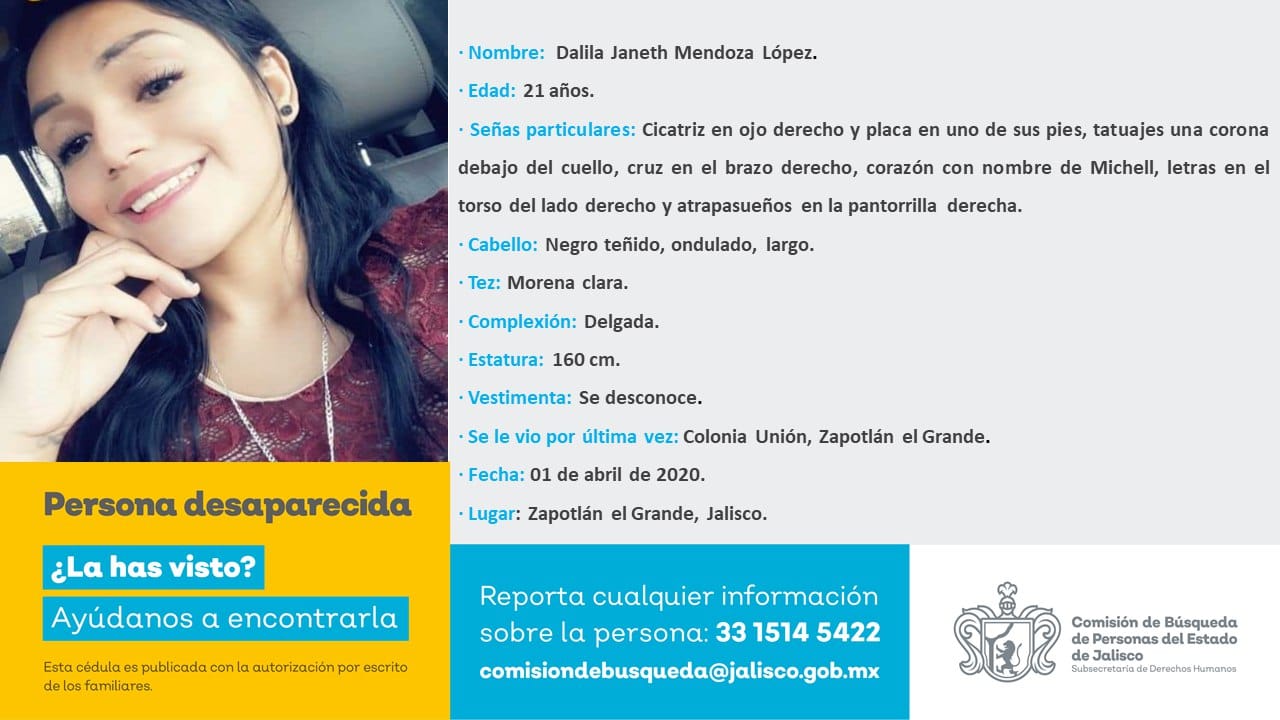 · Nombre: Dalila Janeth Mendoza López.
· Edad: 21 años.
· Señas particulares: Cicatriz en ojo derecho y placa en uno de sus pies, tatuajes una corona
debajo del cuello, cruz en el brazo derecho, corazón con nombre de Michell, letras en el
torso del lado derecho y atrapasueños en la pantorrilla derecha.
· Cabello: Negro teñido, ondulado, largo.
· Tez: Morena clara.
· Complexión: Delgada.
· Estatura: 160 cm.
· Vestimenta: Se desconoce.
· Se le vio por última vez: Colonia Unión, Zapotlán el Grande.
· Fecha: 01 de abril de 2020.
· Lugar: Zapotlán el Grande, Jalisco.
Persona desaparecida
¿La has visto?
Ayúdanos a encontrarla
Esta cédula es publicada con la autorización por escrito
de los familiares.
Reporta cualquier información
sobre la persona: 33 1514 5422
comisiondebusqueda@jalisco.gob.mx
Comisión de Búsqueda
de Personas del Estado
de Jalisco
Subsecretaría de Derechos Humanos